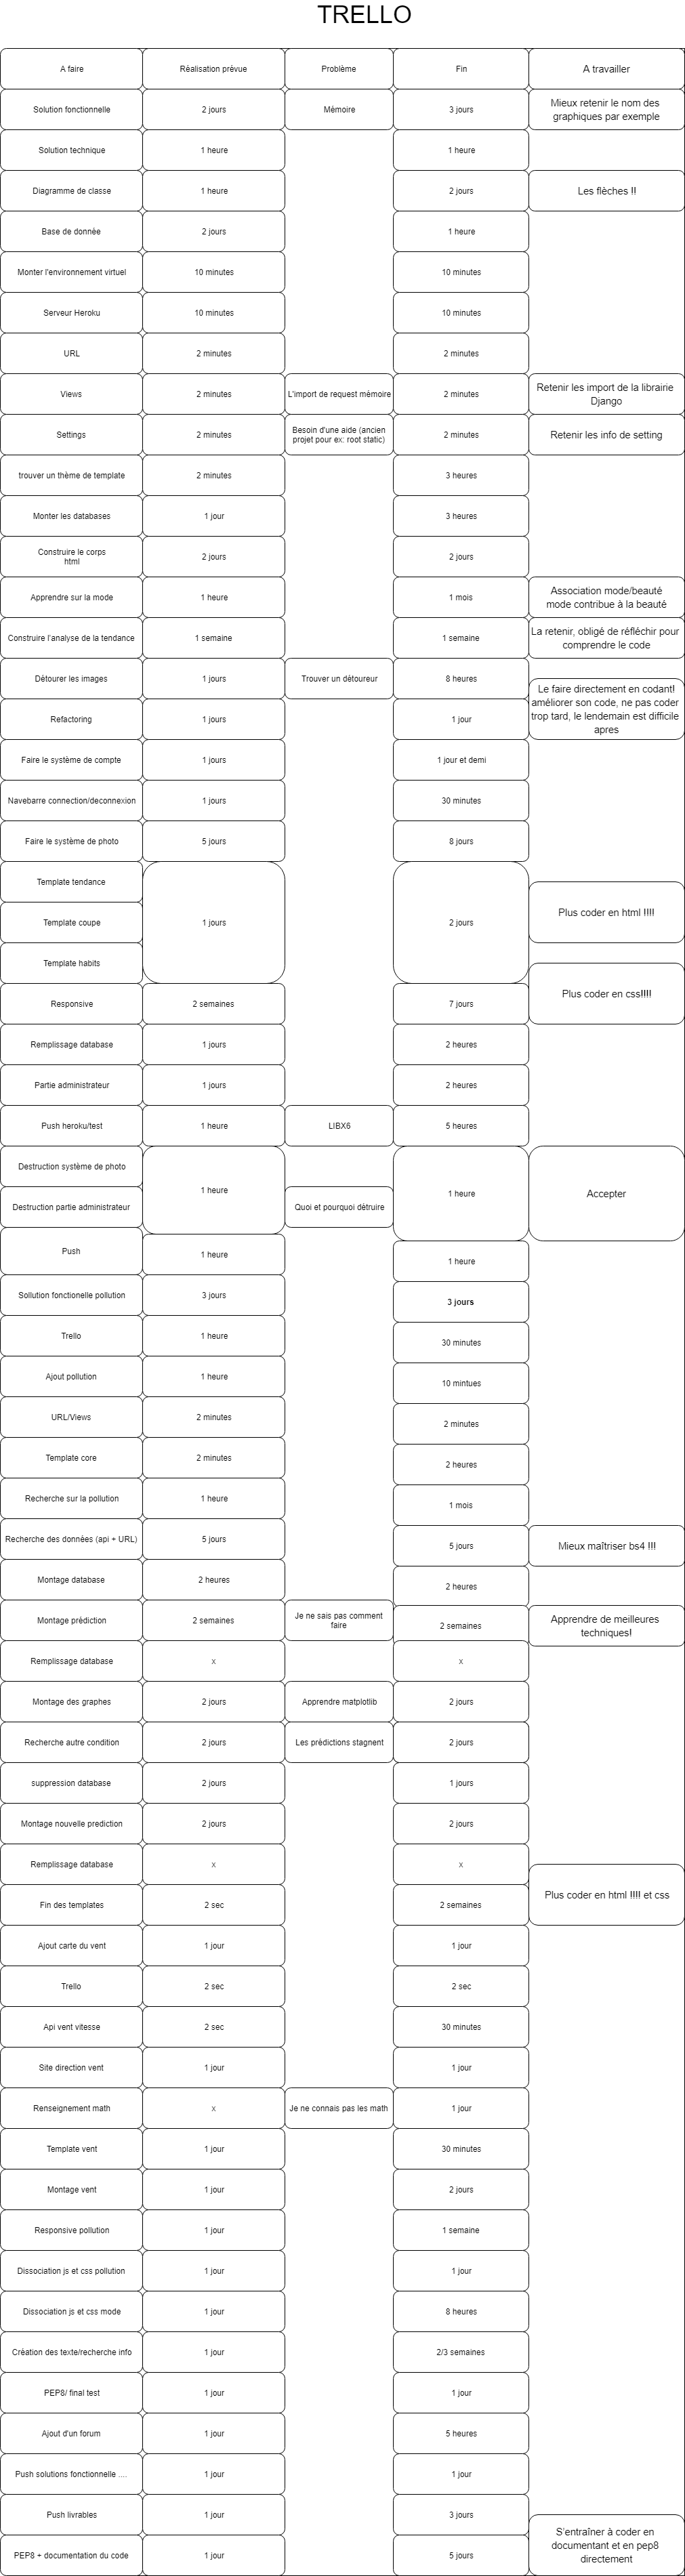 TRELLO
A faire Réalisation prévue Problème Fin A travailler
Solution fonctionnelle 2 jours Mémoire 3 jours Mieux retenir le nom des
graphiques par exemple
Solution technique 1 heure 1 heure
Diagramme de classe 1 heure 2 jours Les flèches !!
Base de donnée 2 jours 1 heure
Monter l'environnement virtuel 10 minutes 10 minutes
Serveur Heroku 10 minutes 10 minutes
URL 2 minutes 2 minutes
Views 2 minutes L'import de request mémoire 2 minutes Retenir les import de la librairie
Django
Settings 2 minutes Besoin d'une aide (ancien
projet pour ex: root static) 2 minutes Retenir les info de setting
trouver un thème de template 2 minutes 3 heures
Monter les databases 1 jour 3 heures
Construire le corps
html 2 jours 2 jours
Apprendre sur la mode 1 heure 1 mois Association mode/beauté
mode contribue à la beauté
Construire l'analyse de la tendance 1 semaine 1 semaine La retenir, obligé de réfléchir pour
comprendre le code
Détourer les images 1 jours Trouver un détoureur 8 heures
Le faire directement en codant!
améliorer son code, ne pas coder
trop tard, le lendemain est difficile
apres
Refactoring 1 jours 1 jour
Faire le système de compte 1 jours 1 jour et demi
Navebarre connection/deconnexion 1 jours 30 minutes
Faire le système de photo 5 jours 8 jours
Template tendance
Template coupe 1 jours 2 jours Plus coder en html !!!!
Template habits
Plus coder en css!!!!
Responsive 2 semaines 7 jours
Remplissage database 1 jours 2 heures
Partie administrateur 1 jours 2 heures
Push heroku/test 1 heure LIBX6 5 heures
Destruction système de photo
1 heure 1 heure Accepter
Destruction partie administrateur Quoi et pourquoi détruire
Push 1 heure 1 heure
Sollution fonctionelle pollution 3 jours 3 jours
Trello 1 heure 30 minutes
Ajout pollution 1 heure 10 mintues
URL/Views 2 minutes 2 minutes
Template core 2 minutes 2 heures
Recherche sur la pollution 1 heure 1 mois
Recherche des données (api + URL) 5 jours 5 jours Mieux maîtriser bs4 !!!
Montage database 2 heures 2 heures
Montage prédiction 2 semaines Je ne sais pas comment
faire 2 semaines Apprendre de meilleures
techniques!
Remplissage database x x
Montage des graphes 2 jours Apprendre matplotlib 2 jours
Recherche autre condition 2 jours Les prédictions stagnent 2 jours
suppression database 2 jours 1 jours
Montage nouvelle prediction 2 jours 2 jours
Remplissage database x x
Plus coder en html !!!! et css
Fin des templates 2 sec 2 semaines
Ajout carte du vent 1 jour 1 jour
Trello 2 sec 2 sec
Api vent vitesse 2 sec 30 minutes
Site direction vent 1 jour 1 jour
Renseignement math x Je ne connais pas les math 1 jour
Template vent 1 jour 30 minutes
Montage vent 1 jour 2 jours
Responsive pollution 1 jour 1 semaine
Dissociation js et css pollution 1 jour 1 jour
Dissociation js et css mode 1 jour 8 heures
Création des texte/recherche info 1 jour 2/3 semaines
PEP8/ final test 1 jour 1 jour
Ajout d'un forum 1 jour 5 heures
Push solutions fonctionnelle .... 1 jour 1 jour
Push livrables 1 jour 3 jours
S'entraîner à coder en
documentant et en pep8
directement
PEP8 + documentation du code 1 jour 5 jours